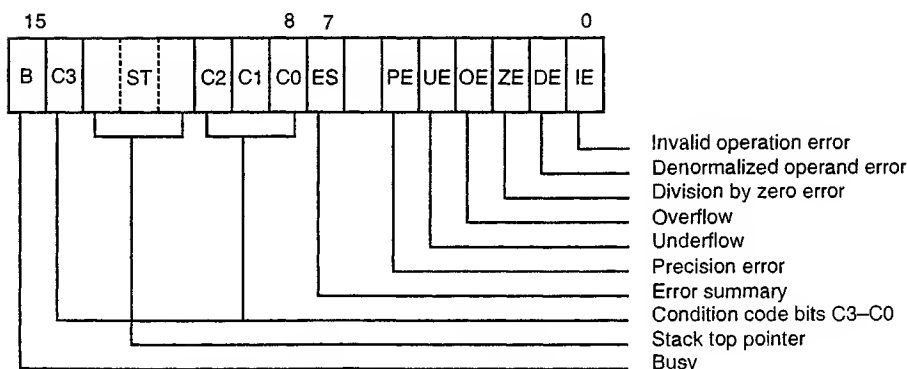 15 8 7 0
B C3 ST C2 C1 C0 ES PE UE OE ZE DE IE
Invalid operation error
Denormalized operand error
Division by zero error
Overflow
Underflow
Precision error
Error summary
Condition code bits C3–C0
Stack top pointer
Busy